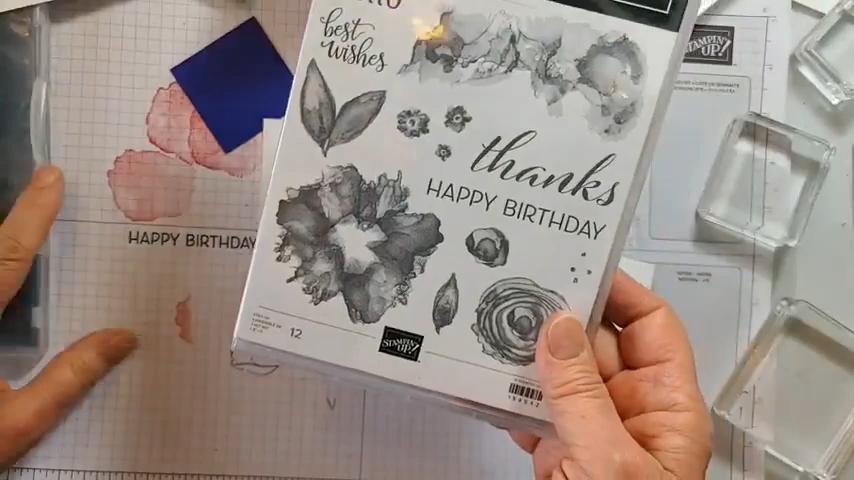 best
wishes
thanks
HAPPY BIRTHDAY
12
STAMPIN' UP!
HAPPY BIRTHDAY
STAMPIN' UP!